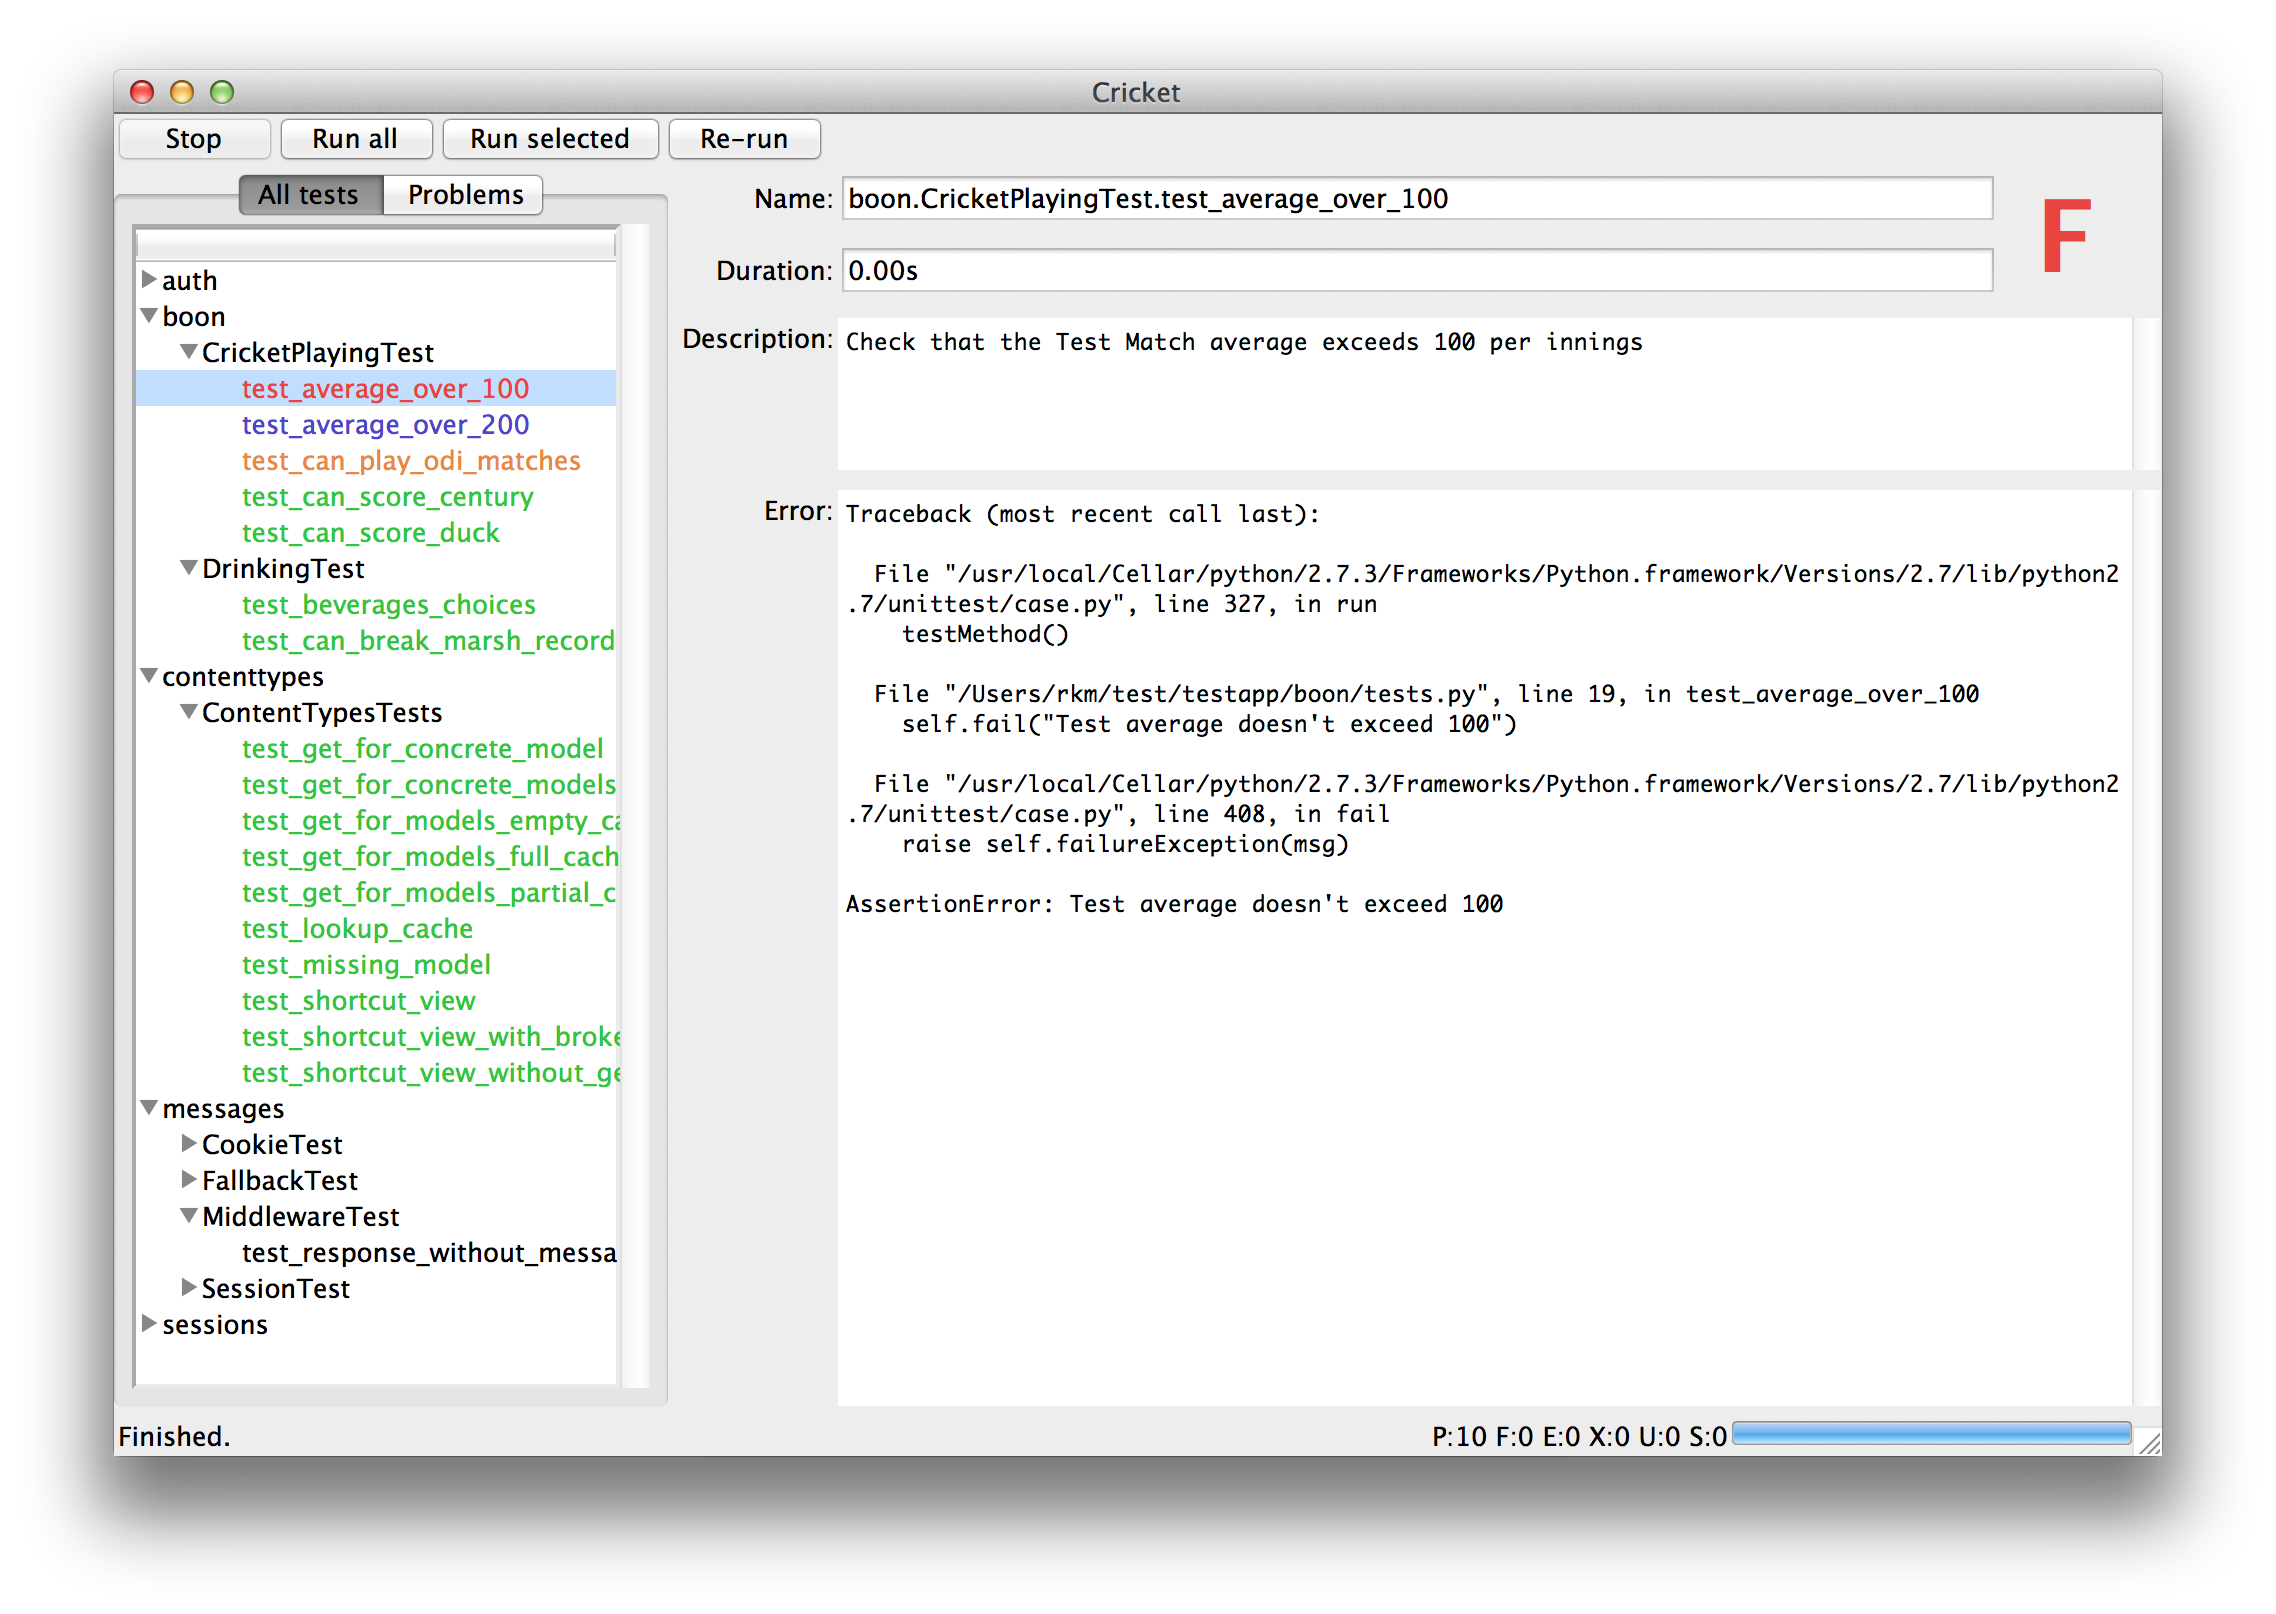 Cricket
Stop
Run all
Run selected
Re-run
All tests
Problems
auth
boon
CricketPlayingTest
test_average_over_100
test_average_over_200
test_can_play_odi_matches
test_can_score_century
test_can_score_duck
DrinkingTest
test_beverages_choices
test_can_break_marsh_record
contenttypes
ContentTypesTests
test_get_for_concrete_model
test_get_for_concrete_models
test_get_for_models_empty_ca
test_get_for_models_full_cach
test_get_for_models_partial_c
test_lookup_cache
test_missing_model
test_shortcut_view
test_shortcut_view_with_broke
test_shortcut_view_without_ge
messages
CookieTest
FallbackTest
MiddlewareTest
test_response_without_messa
SessionTest
sessions
Name: boon.CricketPlayingTest.test_average_over_100
F
Duration: 0.00s
Description: Check that the Test Match average exceeds 100 per innings
Error: Traceback (most recent call last):
File "/usr/local/Cellar/python/2.7.3/Frameworks/Python.framework/Versions/2.7/lib/python2
.7/unittest/case.py", line 327, in run
testMethod()
File "/Users/rkm/test/testapp/boon/tests.py", line 19, in test_average_over_100
self.fail("Test average doesn't exceed 100")
File "/usr/local/Cellar/python/2.7.3/Frameworks/Python.framework/Versions/2.7/lib/python2
.7/unittest/case.py", line 408, in fail
raise self.failureException(msg)
AssertionError: Test average doesn't exceed 100
Finished.
P:10 F:0 E:0 X:0 U:0 S:0